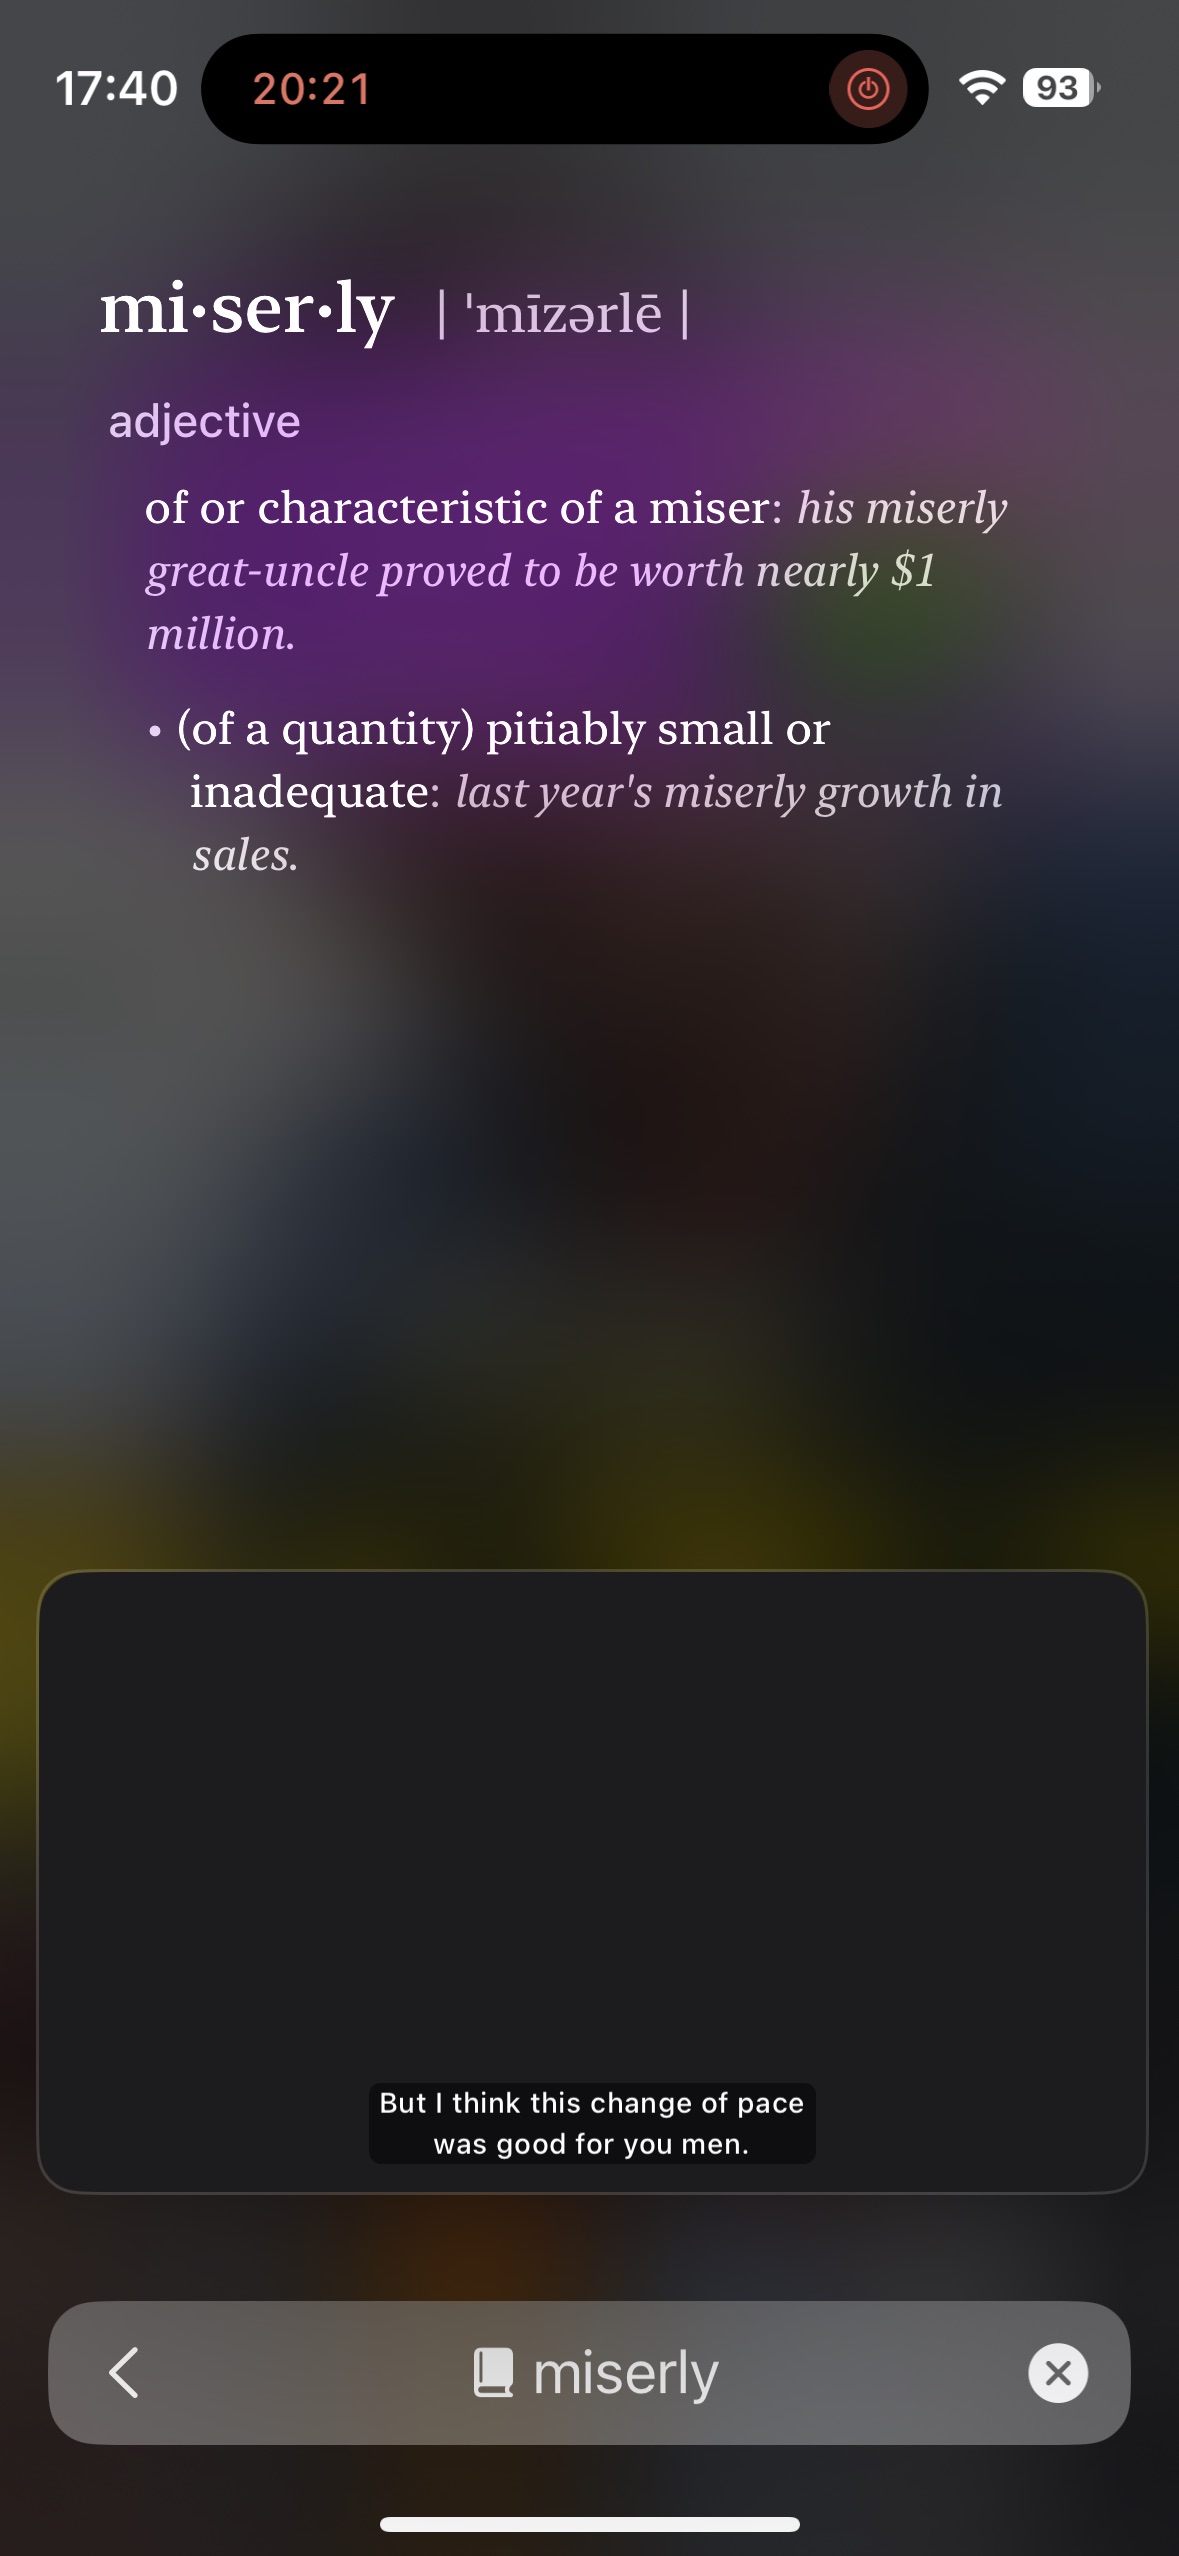 17:40 20:21 93
mi·ser·ly | ˈmīzərlē |
adjective
of or characteristic of a miser: his miserly
great-uncle proved to be worth nearly $1
million.
• (of a quantity) pitiably small or
inadequate: last year's miserly growth in
sales.
But I think this change of pace
was good for you men.
miserly